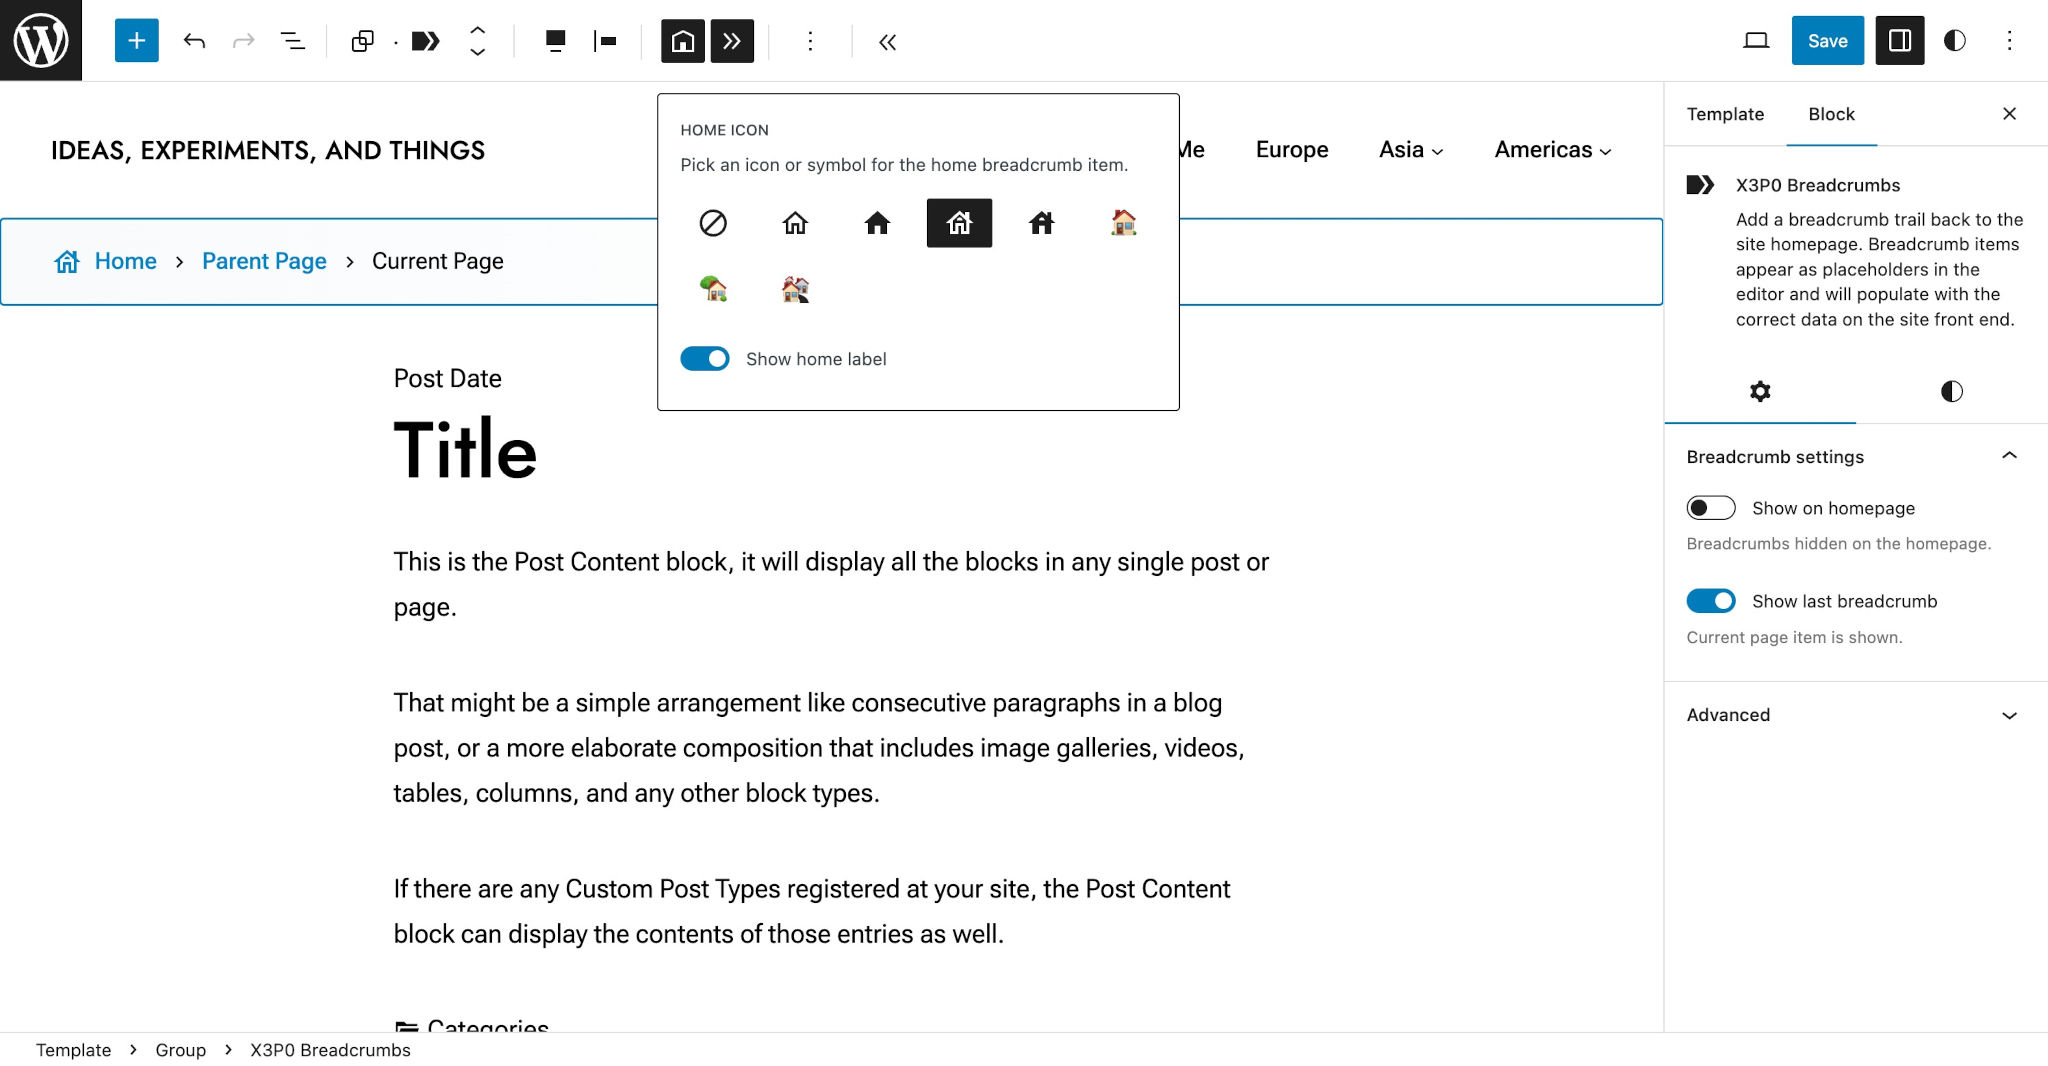 Save
IDEAS, EXPERIMENTS, AND THINGS
Me
Europe
Asia
Americas
HOME ICON
Pick an icon or symbol for the home breadcrumb item.
Show home label
Home
Parent Page
Current Page
Post Date
Title
This is the Post Content block, it will display all the blocks in any single post or
page.
That might be a simple arrangement like consecutive paragraphs in a blog
post, or a more elaborate composition that includes image galleries, videos,
tables, columns, and any other block types.
If there are any Custom Post Types registered at your site, the Post Content
block can display the contents of those entries as well.
Categories
Template
Block
X3P0 Breadcrumbs
Add a breadcrumb trail back to the
site homepage. Breadcrumb items
appear as placeholders in the
editor and will populate with the
correct data on the site front end.
Breadcrumb settings
Show on homepage
Breadcrumbs hidden on the homepage.
Show last breadcrumb
Current page item is shown.
Advanced
Template > Group > X3P0 Breadcrumbs